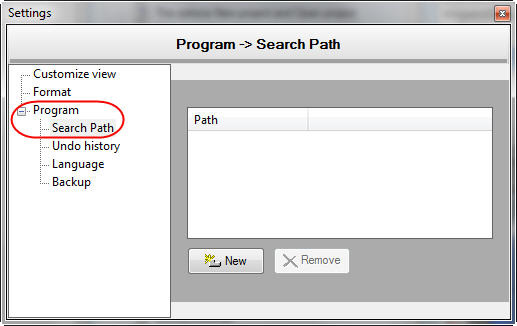 Settings
Program -> Search Path
Customize view
Format
Program
Search Path
Undo history
Language
Backup
Path
New
Remove